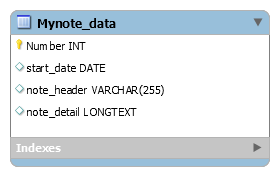 Mynote_data
Number INT
start_date DATE
note_header VARCHAR(255)
note_detail LONGTEXT
Indexes